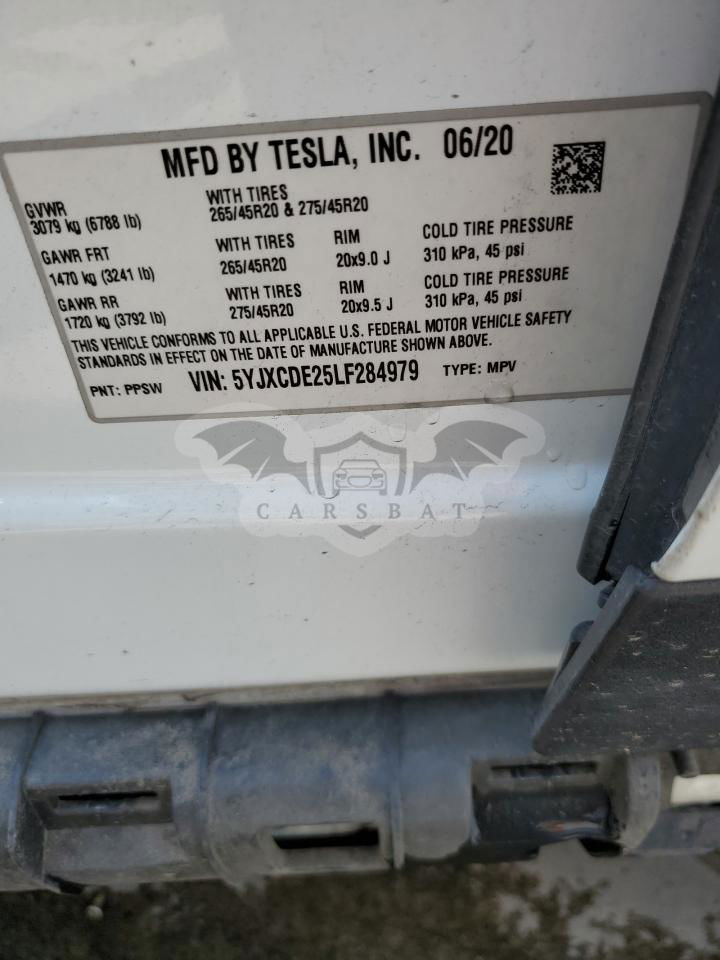 MFD BY TESLA, INC. 06/20
GVWR
3079 kg (6788 lb)
WITH TIRES
265/45R20 & 275/45R20
GAWR FRT
1470 kg (3241 lb)
WITH TIRES
265/45R20
RIM
20x9.0 J
COLD TIRE PRESSURE
310 kPa, 45 psi
GAWR RR
1720 kg (3792 lb)
WITH TIRES
275/45R20
RIM
20x9.5 J
COLD TIRE PRESSURE
310 kPa, 45 psi
THIS VEHICLE CONFORMS TO ALL APPLICABLE U.S. FEDERAL MOTOR VEHICLE SAFETY
STANDARDS IN EFFECT ON THE DATE OF MANUFACTURE SHOWN ABOVE.
PNT: PPSW VIN: 5YJXCDE25LF284979 TYPE: MPV
CARSBAT